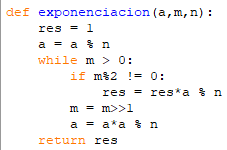 def exponenciacion(a,m,n):
    res = 1
    a = a % n
    while m > 0:
        if m%2 != 0:
            res = res*a % n
        m = m>>1
        a = a*a % n
    return res